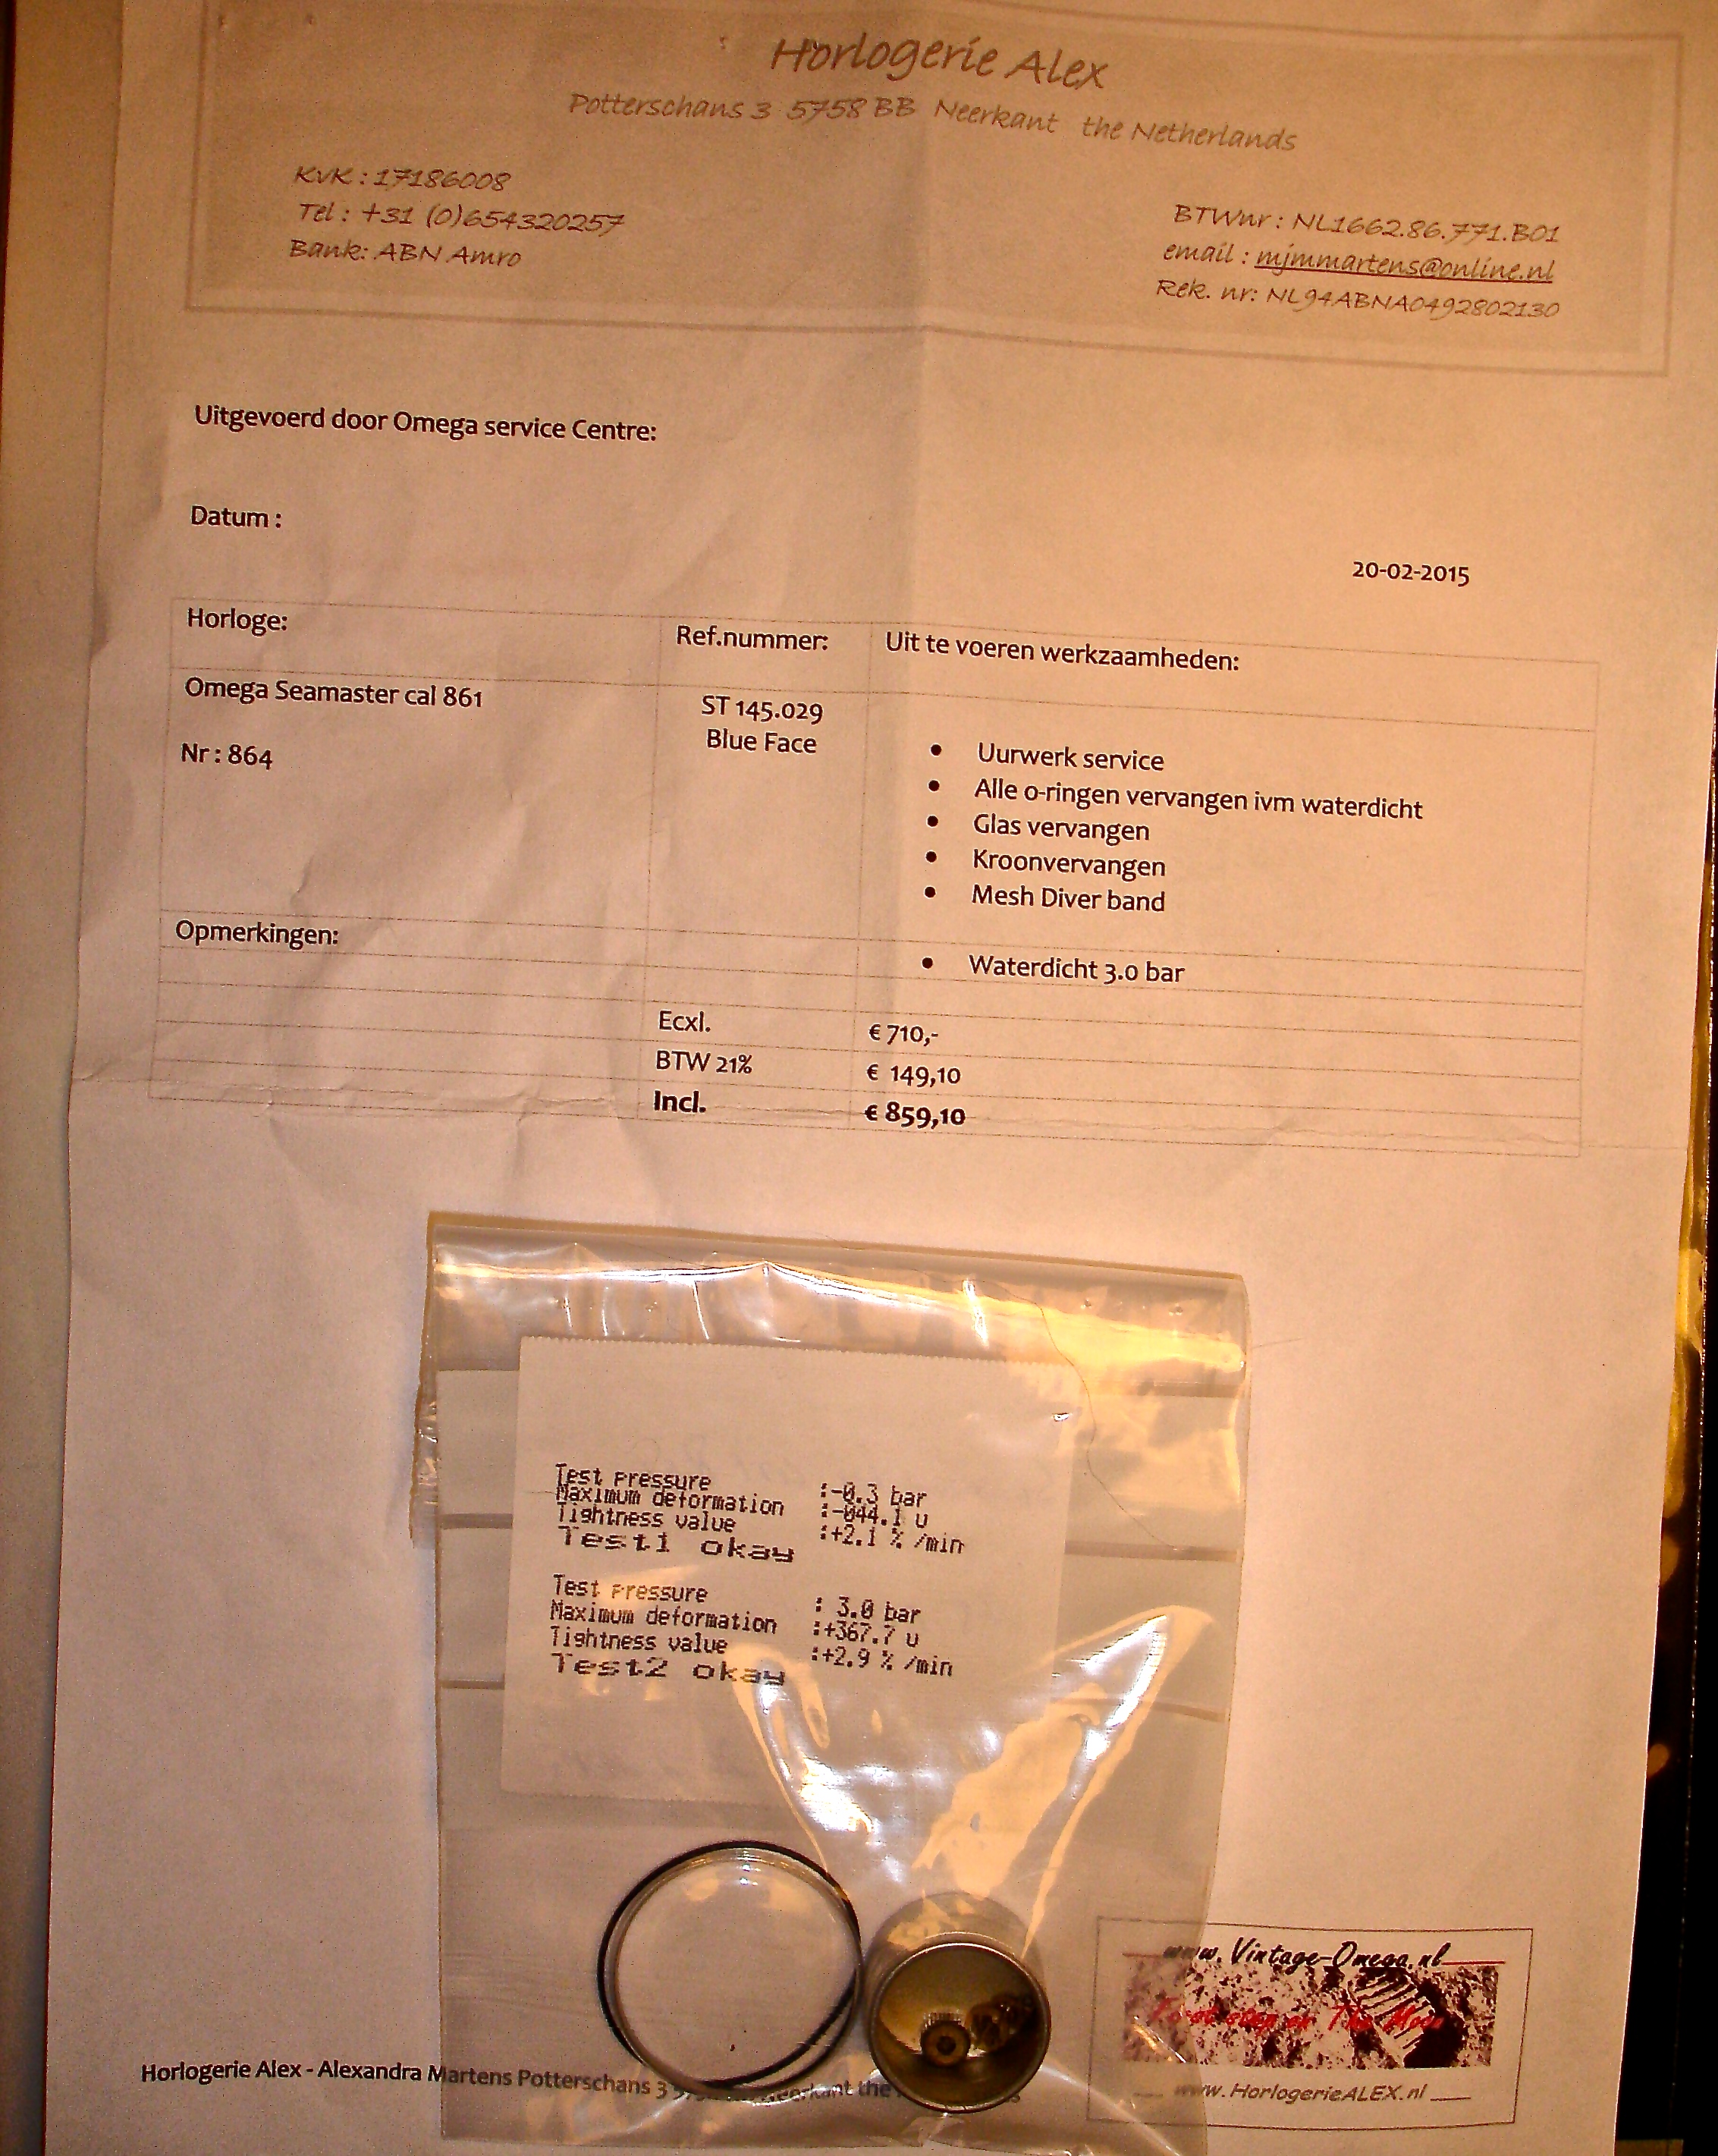 Horlogerie Alex
Potterschans 3 5758 BB Neerkant the Netherlands
KvK : 17186008
Tel : +31 (0)654320257
Bank: ABN Amro
BTWnr : NL1662.86.771.B01
email : mjmmartens@online.nl
Rek. nr: NL94ABNA0492802130
Uitgevoerd door Omega service Centre:
Datum :
20-02-2015
Horloge:
Ref.nummer:
Uit te voeren werkzaamheden:
Omega Seamaster cal 861
Nr : 864
ST 145.029
Blue Face
• Uurwerk service
• Alle o-ringen vervangen ivm waterdicht
• Glas vervangen
• Kroonvervangen
• Mesh Diver band
Opmerkingen:
• Waterdicht 3.0 bar
Ecxl. € 710,-
BTW 21% € 149,10
Incl. € 859,10
Test Pressure :-0.3 bar
Maximum deformation :-044.1 u
Tightness value :+2.1 % /min
Test1 okay
Test Pressure : 3.0 bar
Maximum deformation :+367.7 u
Tightness value :+2.9 % /min
Test2 okay
www.Vintage-Omega.nl
The Moon
www.HorlogerieALEX.nl
Horlogerie Alex - Alexandra Martens Potterschans 3 Neerkant the